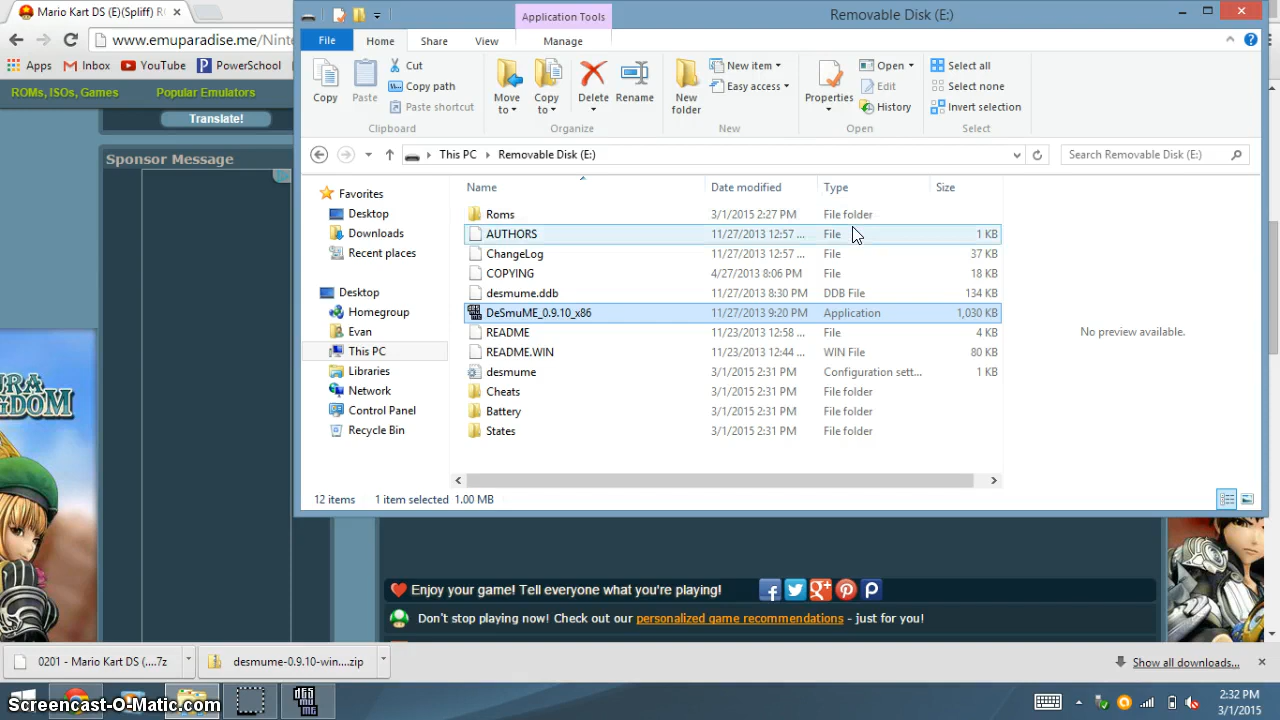 Mario Kart DS (E)(Spliff) R
Application Tools
Removable Disk (E:)
www.emuparadise.me/Ninte
File
Home
Share
View
Manage
Apps
Inbox
YouTube
PowerSchool
ROMs, ISOs, Games
Popular Emulators
Translate!
Sponsor Message
Copy
Paste
Cut
Copy path
Paste shortcut
Clipboard
Move to
Copy to
Delete
Rename
Organize
New folder
New item
Easy access
New
Properties
Open
Edit
History
Open
Select all
Select none
Invert selection
Select
This PC
Removable Disk (E:)
Search Removable Disk (E:)
Name Date modified Type Size
Favorites
Desktop
Downloads
Recent places
Desktop
Homegroup
Evan
This PC
Libraries
Network
Control Panel
Recycle Bin
Roms 3/1/2015 2:27 PM File folder
AUTHORS 11/27/2013 12:57 ... File 1 KB
ChangeLog 11/27/2013 12:57 ... File 37 KB
COPYING 4/27/2013 8:06 PM File 18 KB
desmume.ddb 11/27/2013 8:30 PM DDB File 134 KB
DeSmuME_0.9.10_x86 11/27/2013 9:20 PM Application 1,030 KB
README 11/23/2013 12:58 ... File 4 KB
README.WIN 11/23/2013 12:44 ... WIN File 80 KB
desmume 3/1/2015 2:31 PM Configuration sett... 1 KB
Cheats 3/1/2015 2:31 PM File folder
Battery 3/1/2015 2:31 PM File folder
States 3/1/2015 2:31 PM File folder
No preview available.
12 items 1 item selected 1.00 MB
Enjoy your game! Tell everyone what you're playing!
Don't stop playing now! Check out our personalized game recommendations - just for you!
0201 - Mario Kart DS (....7z
desmume-0.9.10-win....zip
Show all downloads...
Screencast-O-Matic.com
DES
MU
ME
2:32 PM
3/1/2015